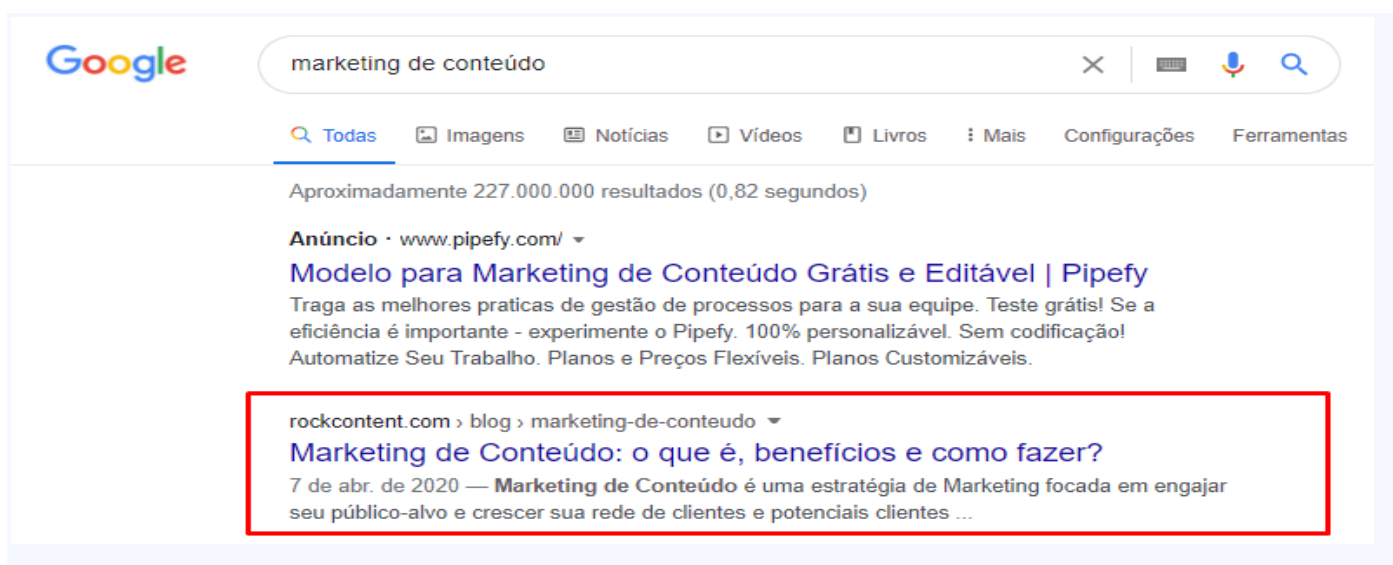 Google
marketing de conteúdo
Todas Imagens Notícias Vídeos Livros Mais Configurações Ferramentas
Aproximadamente 227.000.000 resultados (0,82 segundos)
Anúncio · www.pipefy.com/
Modelo para Marketing de Conteúdo Grátis e Editável | Pipefy
Traga as melhores praticas de gestão de processos para a sua equipe. Teste grátis! Se a
eficiência é importante - experimente o Pipefy. 100% personalizável. Sem codificação!
Automatize Seu Trabalho. Planos e Preços Flexíveis. Planos Customizáveis.
rockcontent.com › blog › marketing-de-conteudo
Marketing de Conteúdo: o que é, benefícios e como fazer?
7 de abr. de 2020 — Marketing de Conteúdo é uma estratégia de Marketing focada em engajar
seu público-alvo e crescer sua rede de clientes e potenciais clientes ...